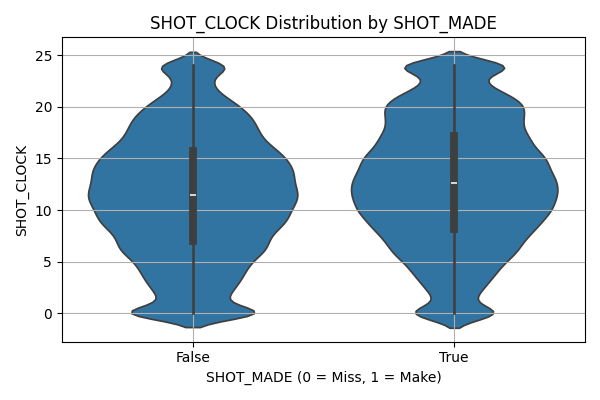 SHOT_CLOCK Distribution by SHOT_MADE
25
20
15
10
5
0
SHOT_CLOCK
False
True
SHOT_MADE (0 = Miss, 1 = Make)